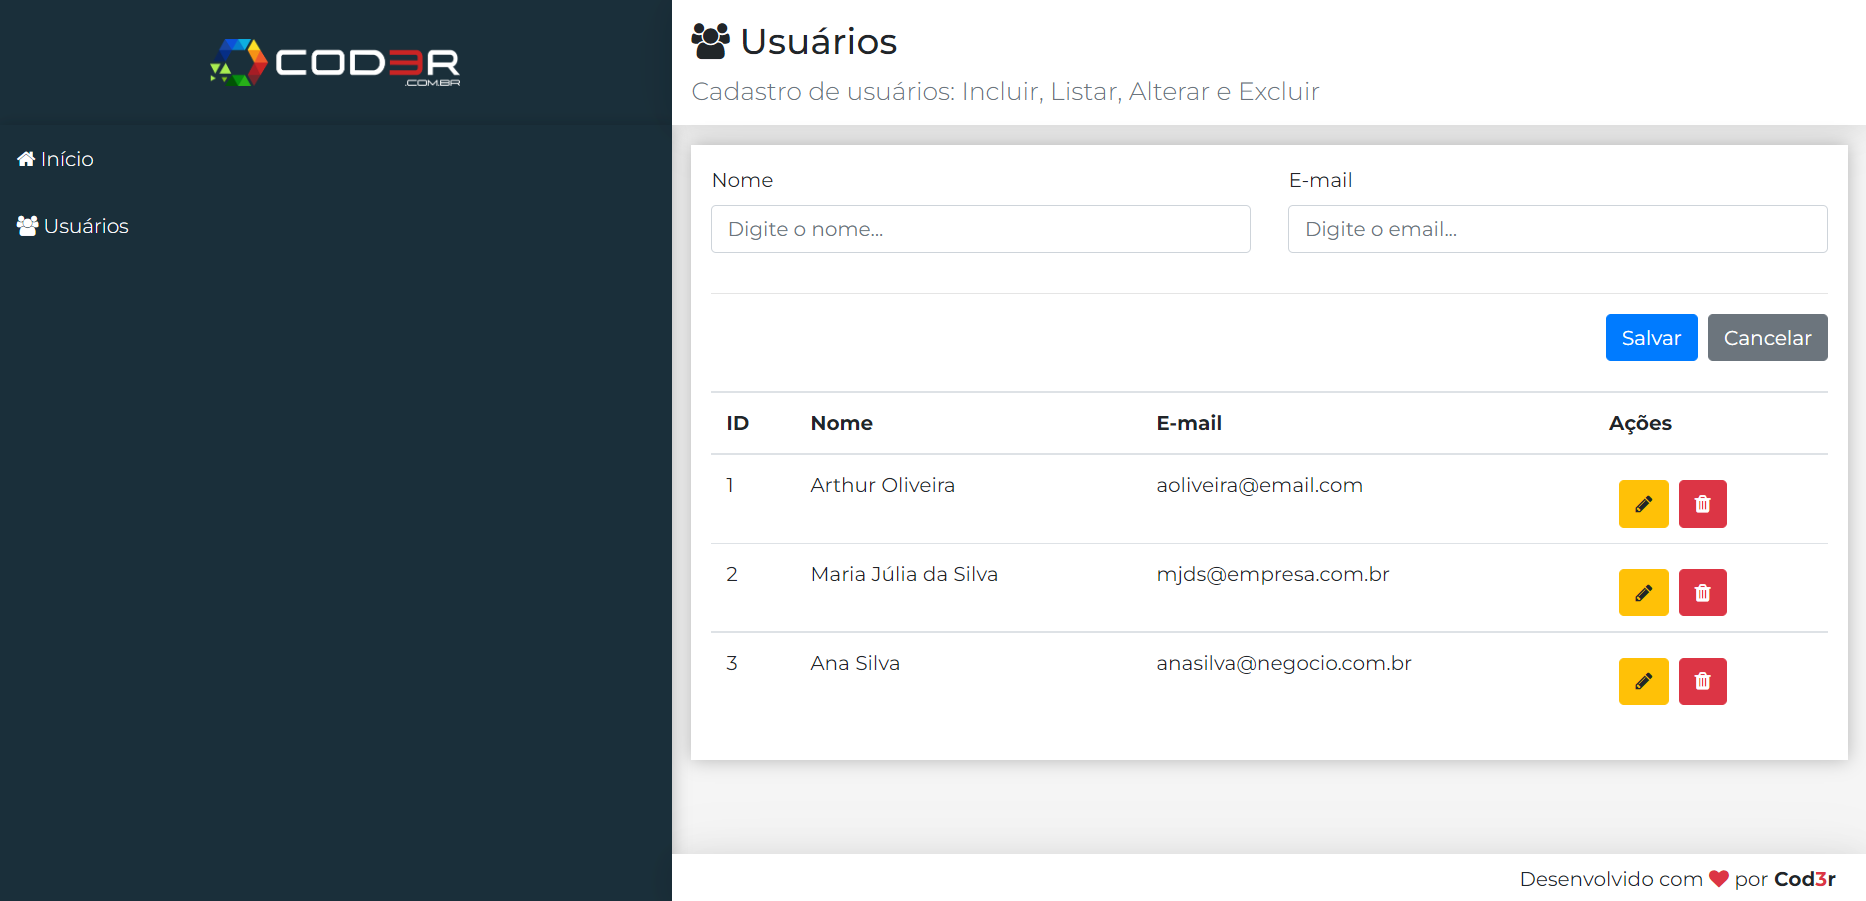 COD3R
.COM.BR
Início
Usuários
Usuários
Cadastro de usuários: Incluir, Listar, Alterar e Excluir
Nome E-mail
Digite o nome... Digite o email...
Salvar Cancelar
ID Nome E-mail Ações
1 Arthur Oliveira aoliveira@email.com
2 Maria Júlia da Silva mjds@empresa.com.br
3 Ana Silva anasilva@negocio.com.br
Desenvolvido com ❤ por Cod3r